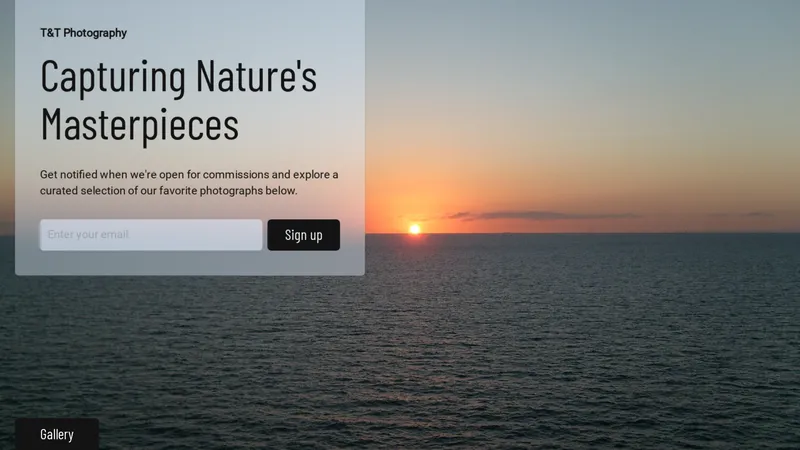 T&T Photography
Capturing Nature's
Masterpieces
Get notified when we're open for commissions and explore a
curated selection of our favorite photographs below.
Enter your email
Sign up
Gallery